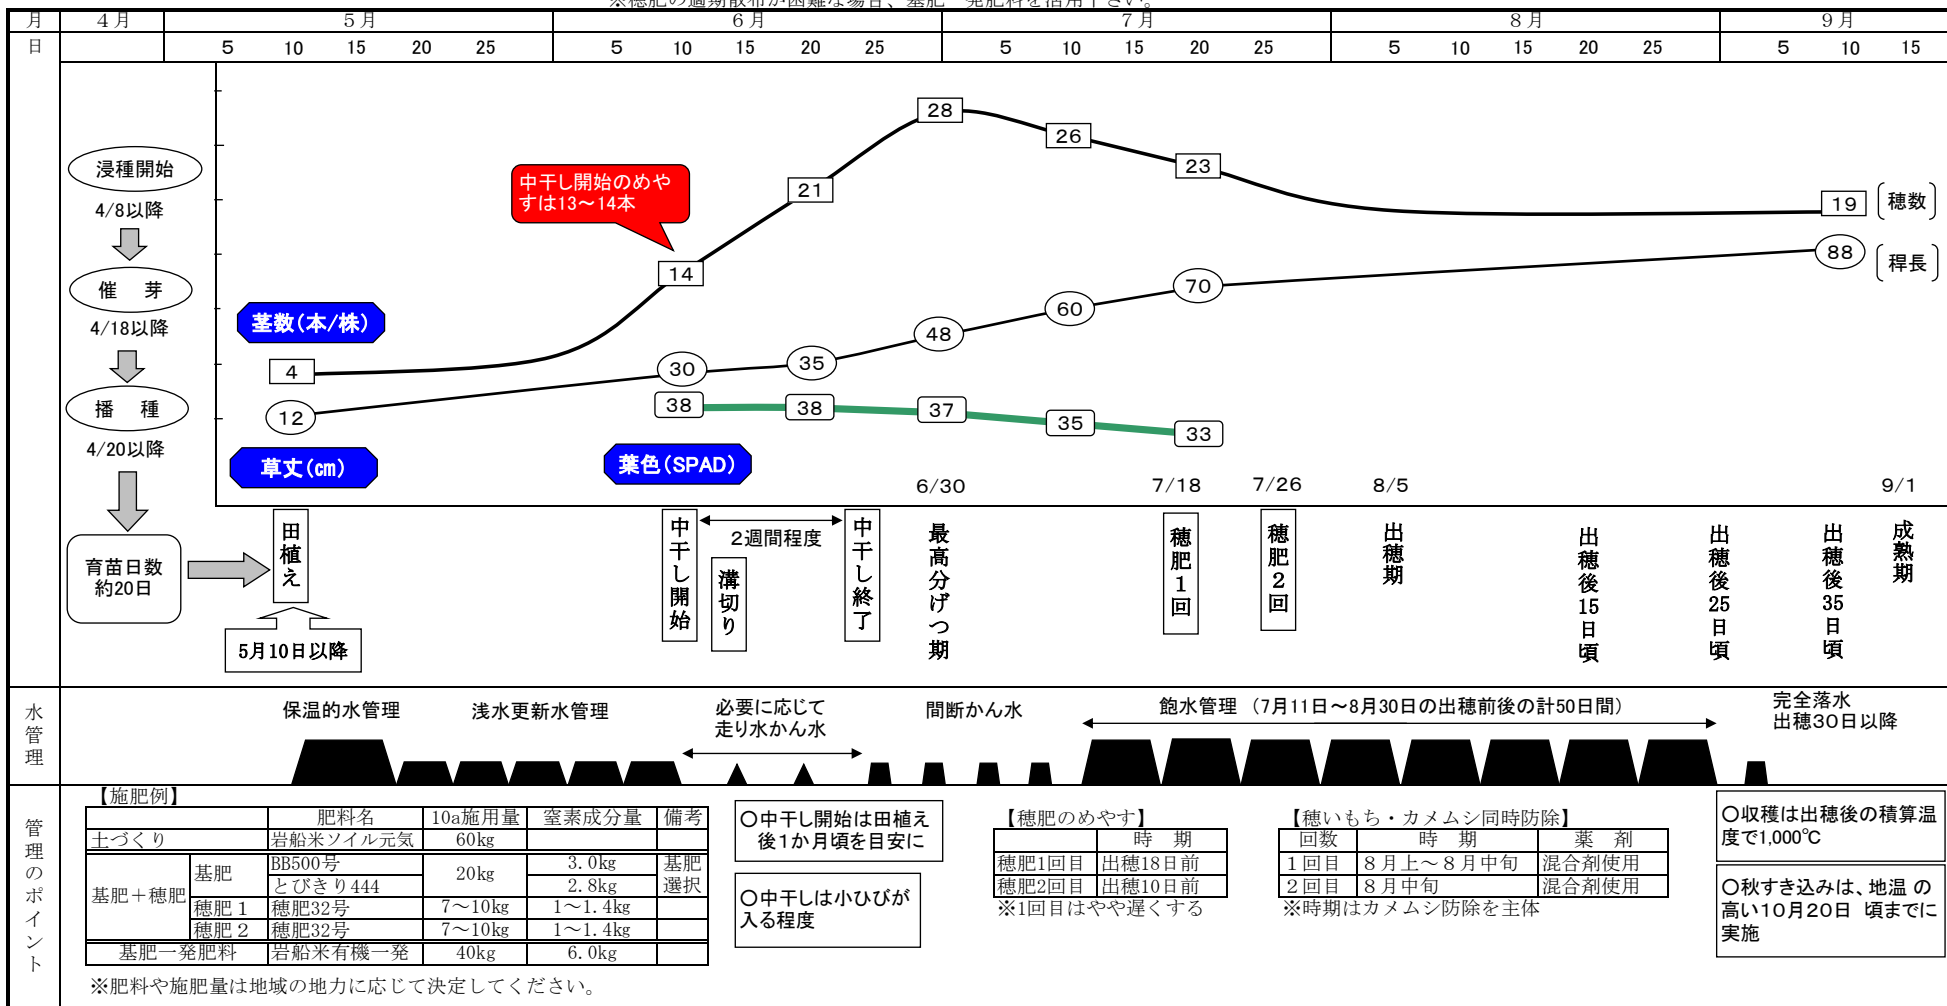 ※穂肥の適期散布が困難な場合、基肥一発肥料を活用下さい。
月 4月 5月 6月 7月 8月 9月
日 5 10 15 20 25 5 10 15 20 25 5 10 15 20 25 5 10 15 20 25 5 10 15
浸種開始
4/8以降
催 芽
4/18以降
播 種
4/20以降
育苗日数
約20日
中干し開始のめや
すは13～14本
茎数(本/株)
4 14 21 28 26 23 19
穂数
草丈(㎝)
12 30 35 48 60 70 88
稈長
葉色(SPAD)
38 38 37 35 33
6/30 7/18 7/26 8/5 9/1
田植え
5月10日以降
中干し開始
2週間程度
溝切り
中干し終了
最高分げつ期
穂肥1回
穂肥2回
出穂期
出穂後15日頃
出穂後25日頃
出穂後35日頃
成熟期
水管理
保温的水管理
浅水更新水管理
必要に応じて
走り水かん水
間断かん水
飽水管理 （7月11日～8月30日の出穂前後の計50日間）
完全落水
出穂30日以降
管理のポイント
【施肥例】
肥料名 10a施用量 窒素成分量 備考
土づくり 岩船米ソイル元気 60kg
基肥＋穂肥 基肥 BB500号 20kg 3.0kg 基肥
選択
とびきり444 2.8kg
穂肥１ 穂肥32号 7～10kg 1～1.4kg
穂肥２ 穂肥32号 7～10kg 1～1.4kg
基肥一発肥料 岩船米有機一発 40kg 6.0kg
※肥料や施肥量は地域の地力に応じて決定してください。
○中干し開始は田植え
後1か月頃を目安に
○中干しは小ひびが
入る程度
【穂肥のめやす】
時 期
穂肥1回目 出穂18日前
穂肥2回目 出穂10日前
※1回目はやや遅くする
【穂いもち・カメムシ同時防除】
回数 時 期 薬 剤
１回目 ８月上～８月中旬 混合剤使用
２回目 ８月中旬 混合剤使用
※時期はカメムシ防除を主体
○収穫は出穂後の積算温
度で1,000℃
○秋すき込みは、地温 の
高い10月20日 頃までに
実施